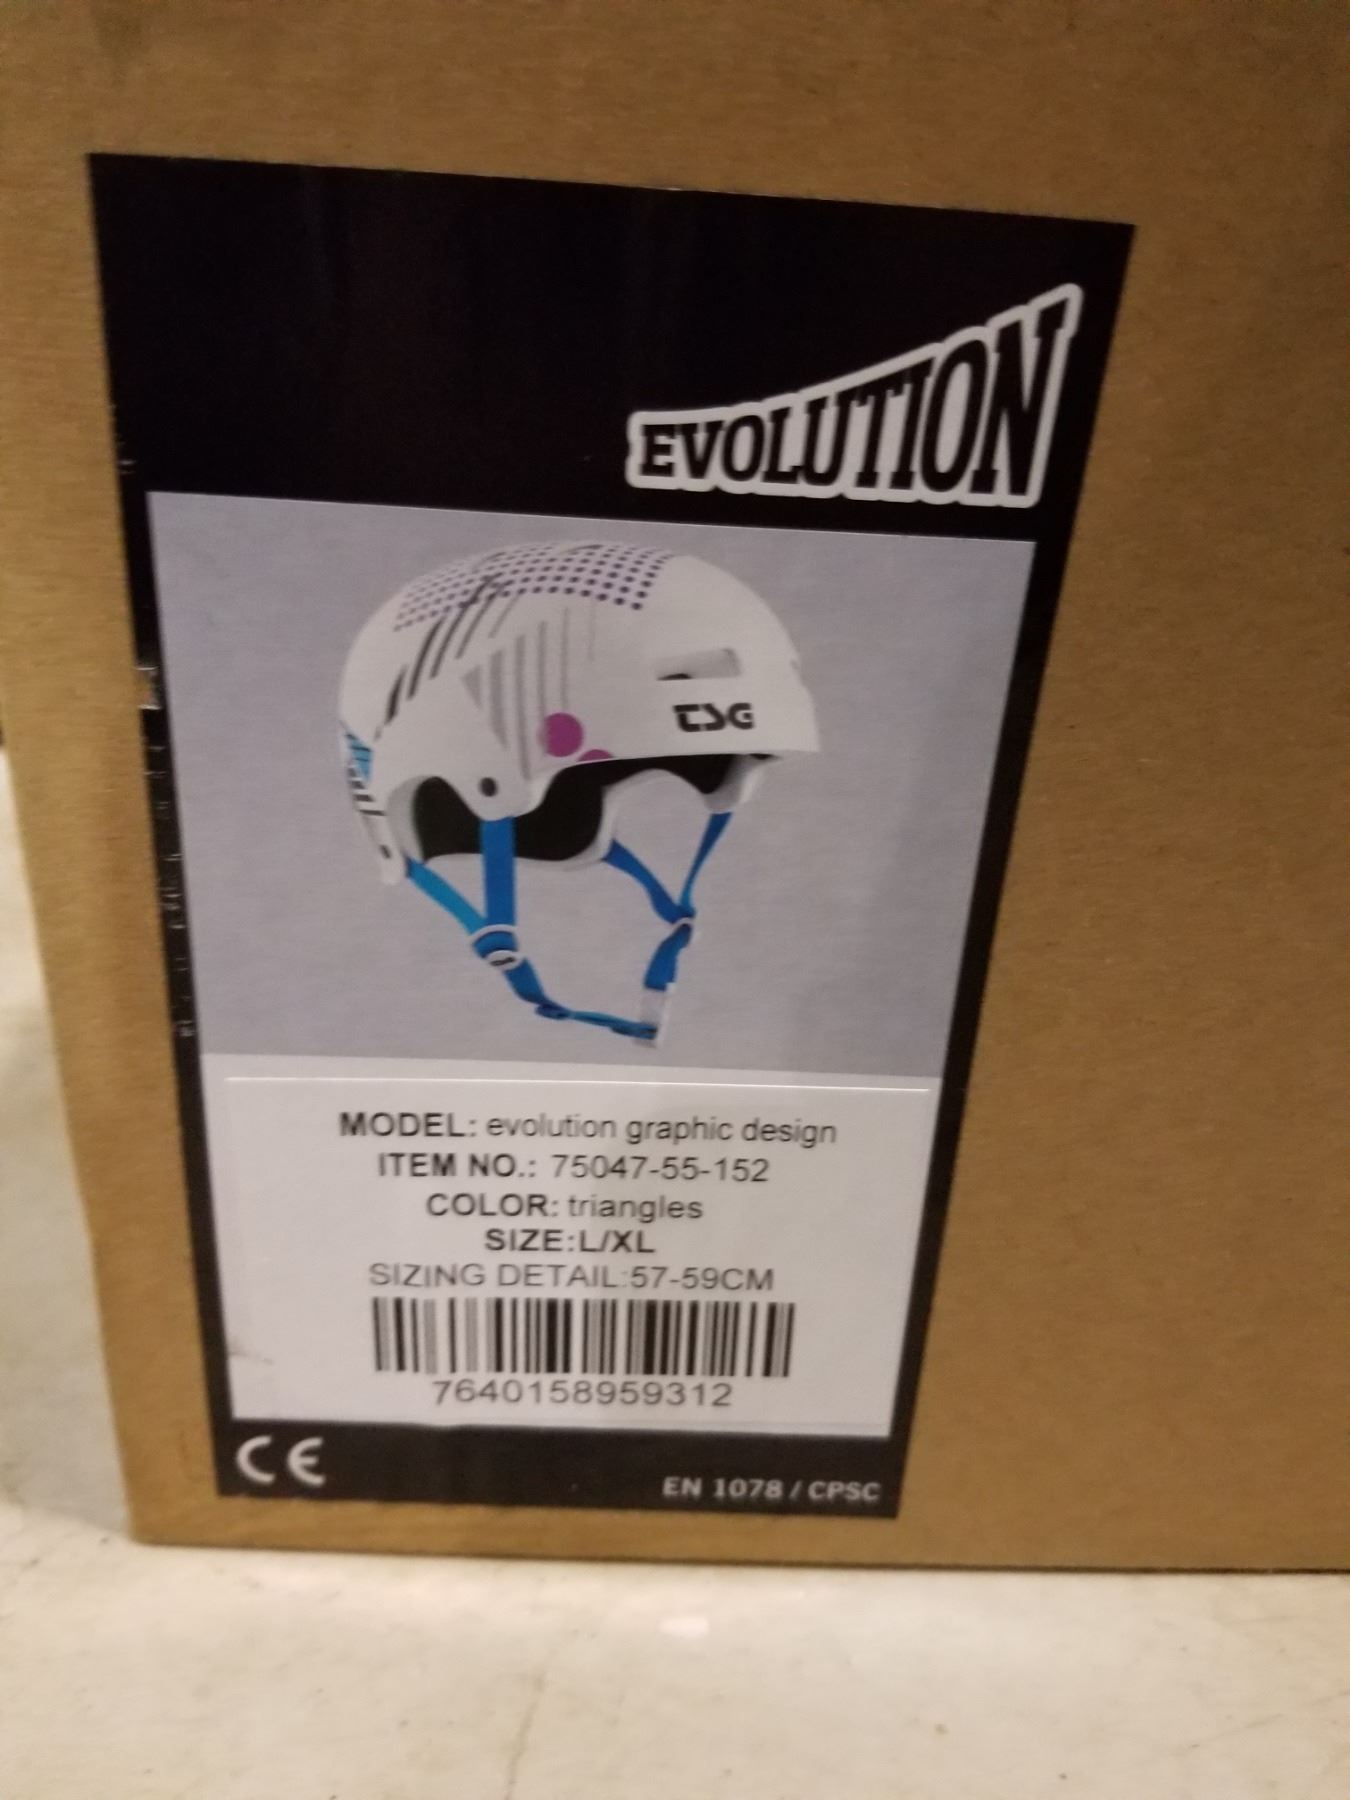 EVOLUTION
TSG
MODEL: evolution graphic design
ITEM NO.: 75047-55-152
COLOR: triangles
SIZE:L/XL
SIZING DETAIL:57-59CM
7640158959312
CE
EN 1078 / CPSC